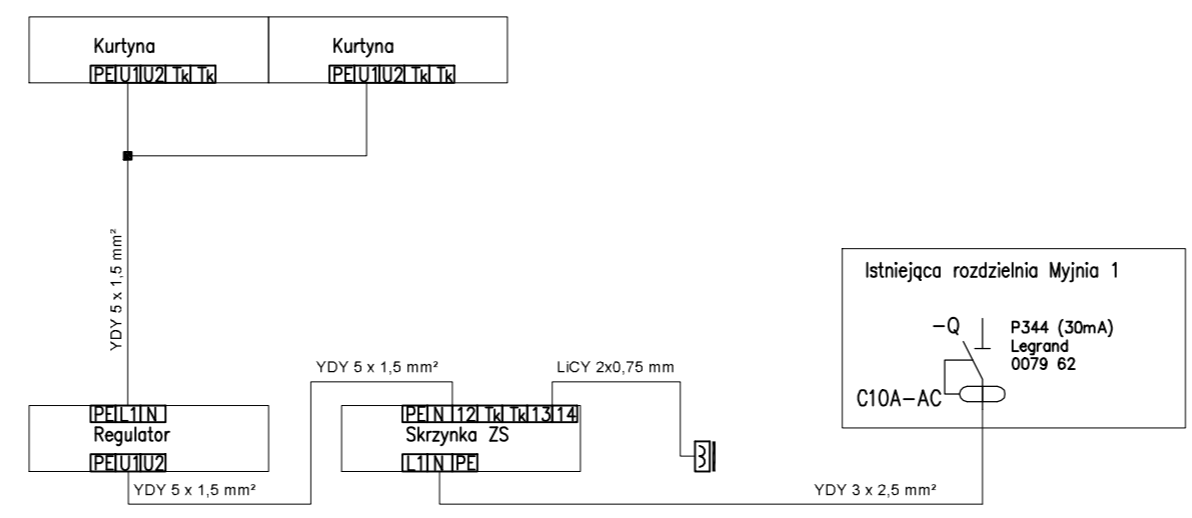 Kurtyna
PE U1 U2 Tk Tk
Kurtyna
PE U1 U2 Tk Tk
YDY 5 x 1,5 mm²
Istniejąca rozdzielnia Myjnia 1
-Q
P344 (30mA)
Legrand
0079 62
C10A-AC
YDY 5 x 1,5 mm²
LiCY 2x0,75 mm
PE L1 N
Regulator
PE U1 U2
PE N 12 Tk Tk 13 14
Skrzynka ZS
L1 N PE
YDY 5 x 1,5 mm²
YDY 3 x 2,5 mm²